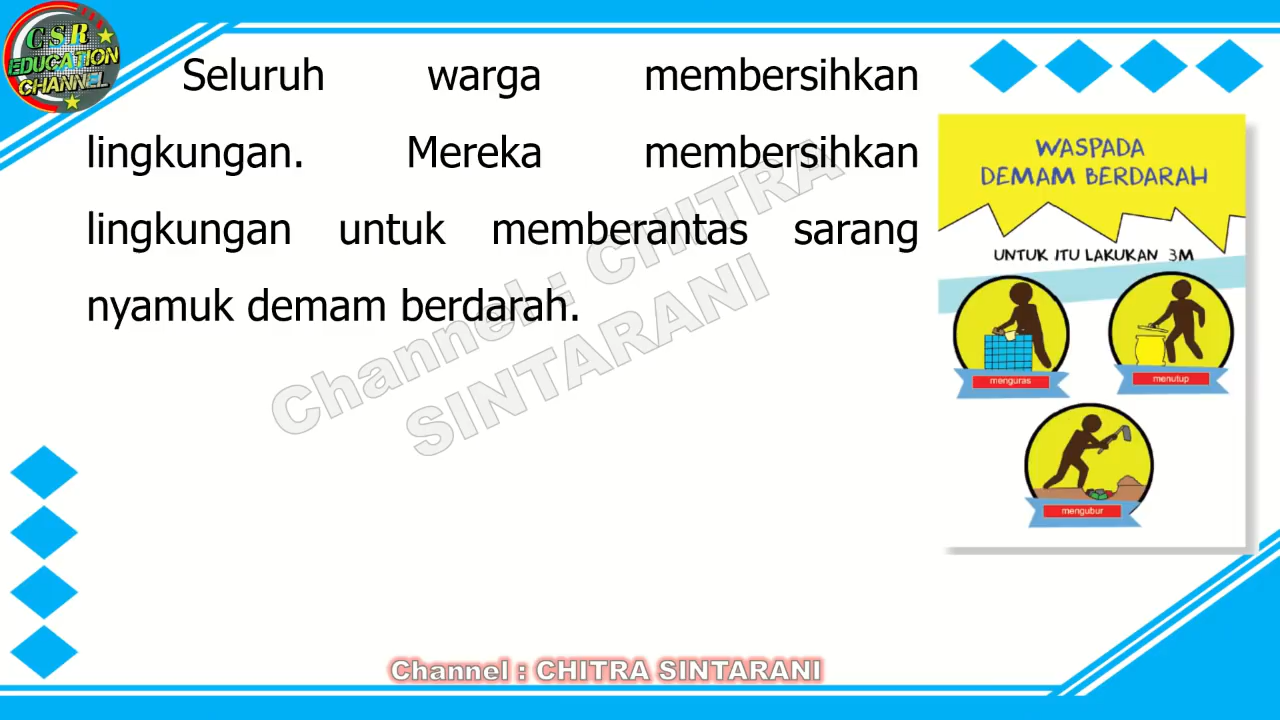 CSR
EDUCATION
CHANNEL
Seluruh warga membersihkan
lingkungan. Mereka membersihkan
lingkungan untuk memberantas sarang
nyamuk demam berdarah.
Channel : CHITRA
SINTARANI
WASPADA
DEMAM BERDARAH
UNTUK ITU LAKUKAN 3M
menguras
menutup
mengubur
Channel : CHITRA SINTARANI